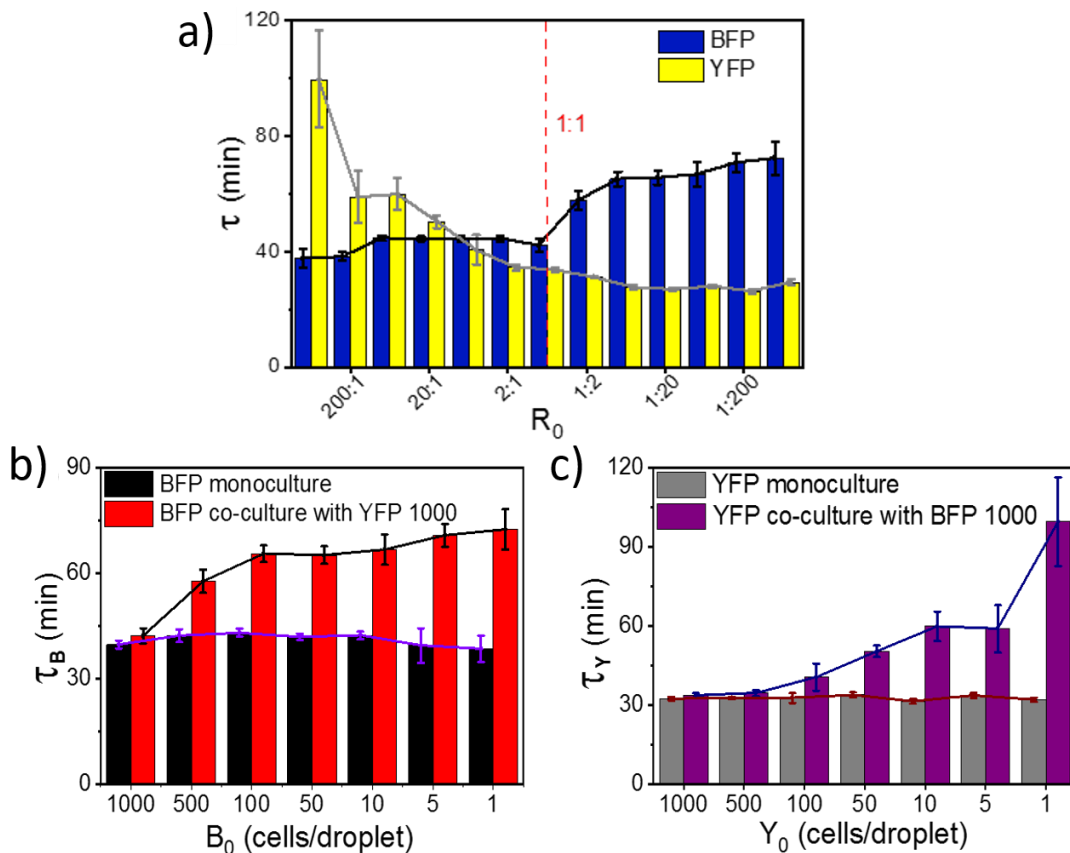 a)
120
80
40
0
τ (min)
BFP
YFP
1:1
200:1
20:1
2:1
1:2
1:20
1:200
R₀
b)
90
60
30
0
τB (min)
BFP monoculture
BFP co-culture with YFP 1000
1000
500
100
50
10
5
1
B₀ (cells/droplet)
c)
120
90
60
30
0
τY (min)
YFP monoculture
YFP co-culture with BFP 1000
1000
500
100
50
10
5
1
Y₀ (cells/droplet)